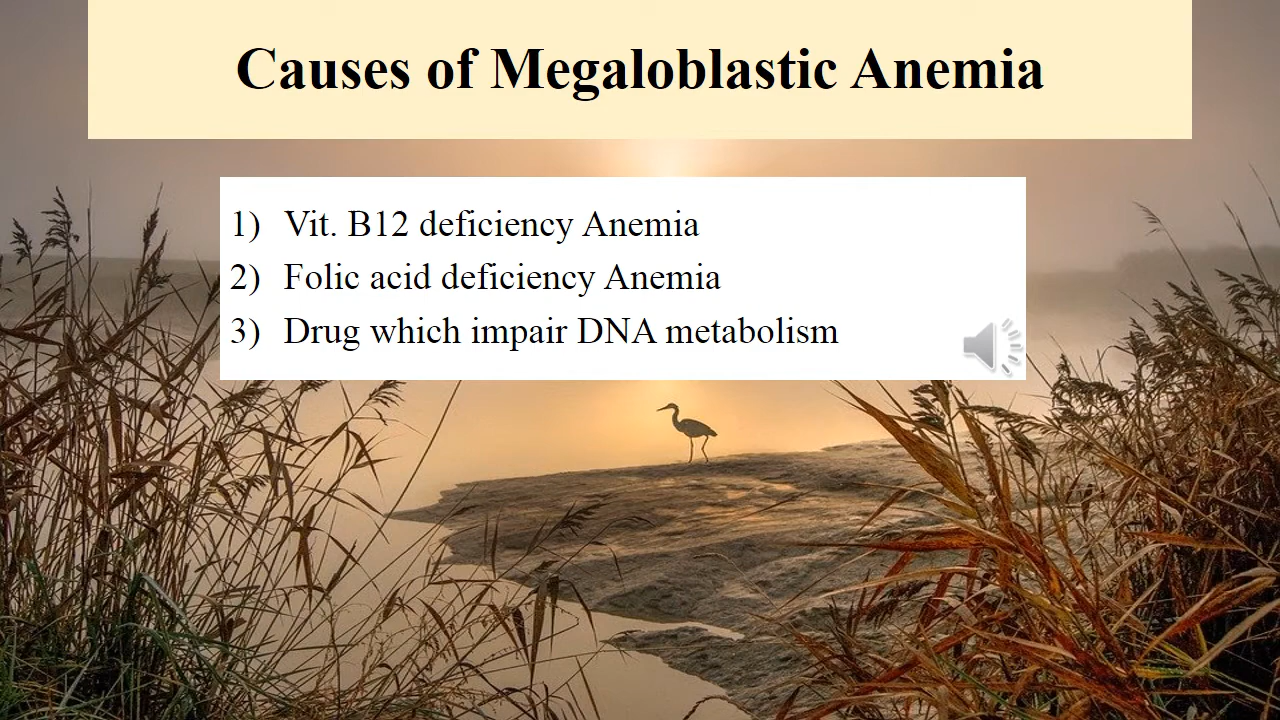 Causes of Megaloblastic Anemia
1) Vit. B12 deficiency Anemia
2) Folic acid deficiency Anemia
3) Drug which impair DNA metabolism